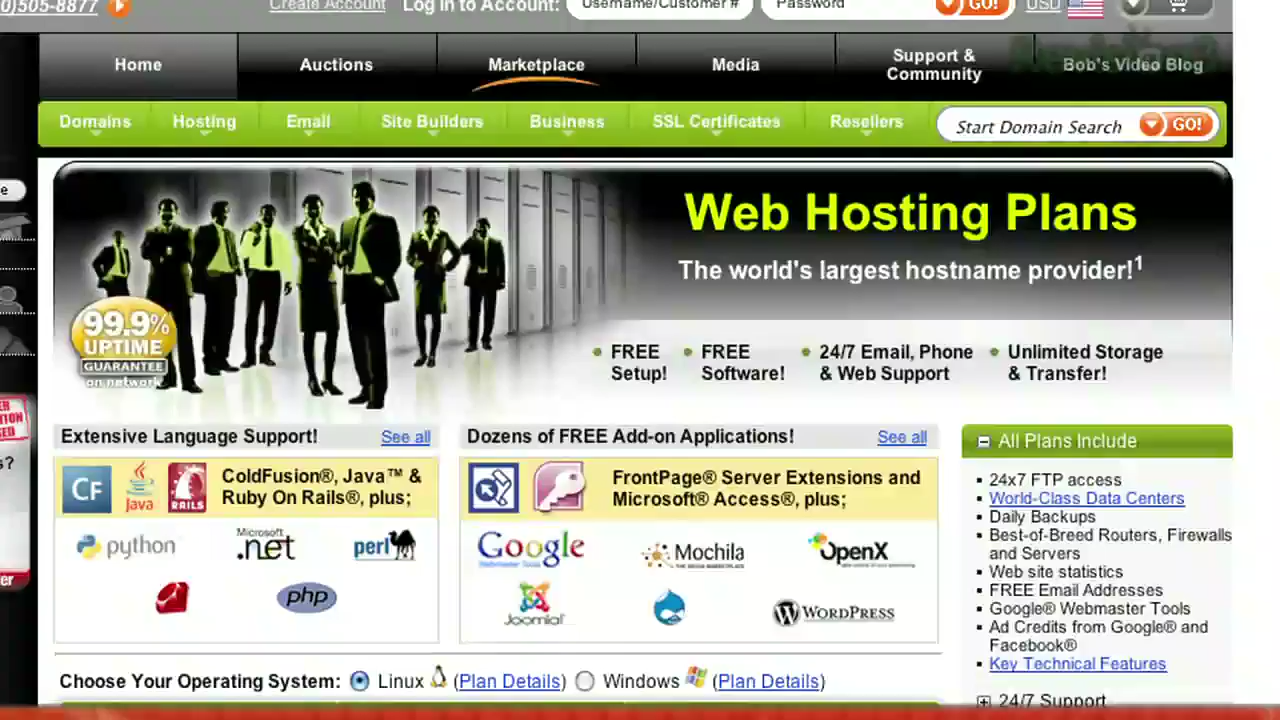 0)505-8877
Create Account
Log In to Account:
Username/Customer #
Password
GO!
USD
Home
Auctions
Marketplace
Media
Support &
Community
Bob's Video Blog
Domains
Hosting
Email
Site Builders
Business
SSL Certificates
Resellers
Start Domain Search
GO!
Web Hosting Plans
The world's largest hostname provider!1
99.9%
UPTIME
GUARANTEE
on network
FREE
Setup!
FREE
Software!
24/7 Email, Phone
& Web Support
Unlimited Storage
& Transfer!
Extensive Language Support!
See all
CF
Java
RAILS
ColdFusion®, Java™ &
Ruby On Rails®, plus;
python
Microsoft
.net
perl
php
Dozens of FREE Add-on Applications!
See all
FrontPage® Server Extensions and
Microsoft® Access®, plus;
Google
Webmaster Tools
Mochila
OpenX
Joomla!
WORDPRESS
All Plans Include
24x7 FTP access
World-Class Data Centers
Daily Backups
Best-of-Breed Routers, Firewalls
and Servers
Web site statistics
FREE Email Addresses
Google® Webmaster Tools
Ad Credits from Google® and
Facebook®
Key Technical Features
24/7 Support
Choose Your Operating System:
Linux
(Plan Details)
Windows
(Plan Details)